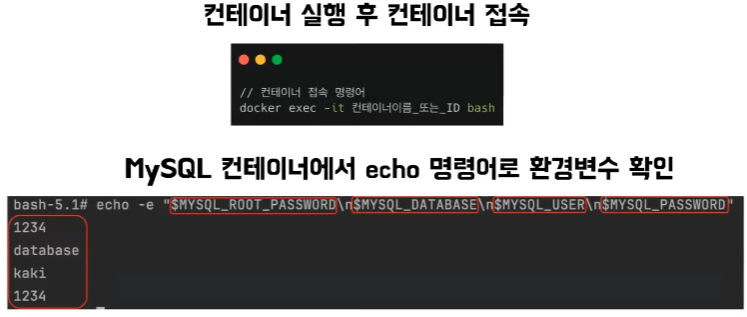 컨테이너 실행 후 컨테이너 접속
// 컨테이너 접속 명령어
docker exec -it 컨테이너이름_또는_ID bash
MySQL 컨테이너에서 echo 명령어로 환경변수 확인
bash-5.1# echo -e "$MYSQL_ROOT_PASSWORD\n$MYSQL_DATABASE\n$MYSQL_USER\n$MYSQL_PASSWORD"
1234
database
kaki
1234